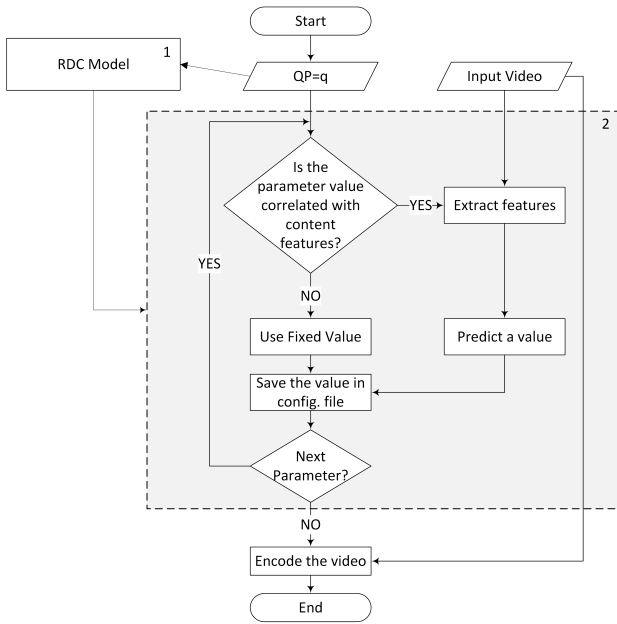 Start
1
RDC Model
QP=q
Input Video
2
Is the
parameter value
correlated with
content
features?
YES
Extract features
YES
NO
Use Fixed Value
Predict a value
Save the value in
config. file
Next
Parameter?
NO
Encode the video
End